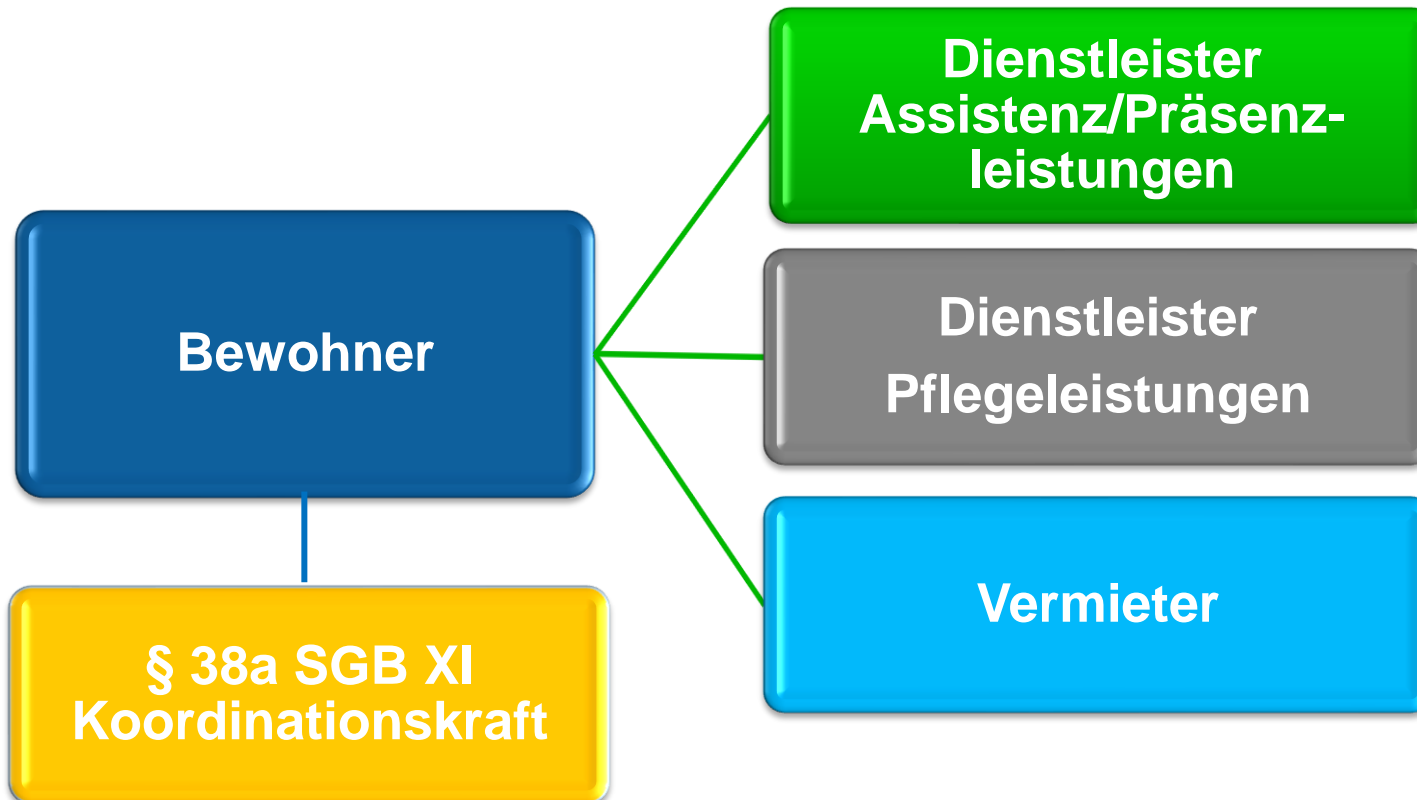 Dienstleister
Assistenz/Präsenz-
leistungen
Bewohner
Dienstleister
Pflegeleistungen
Vermieter
§ 38a SGB XI
Koordinationskraft